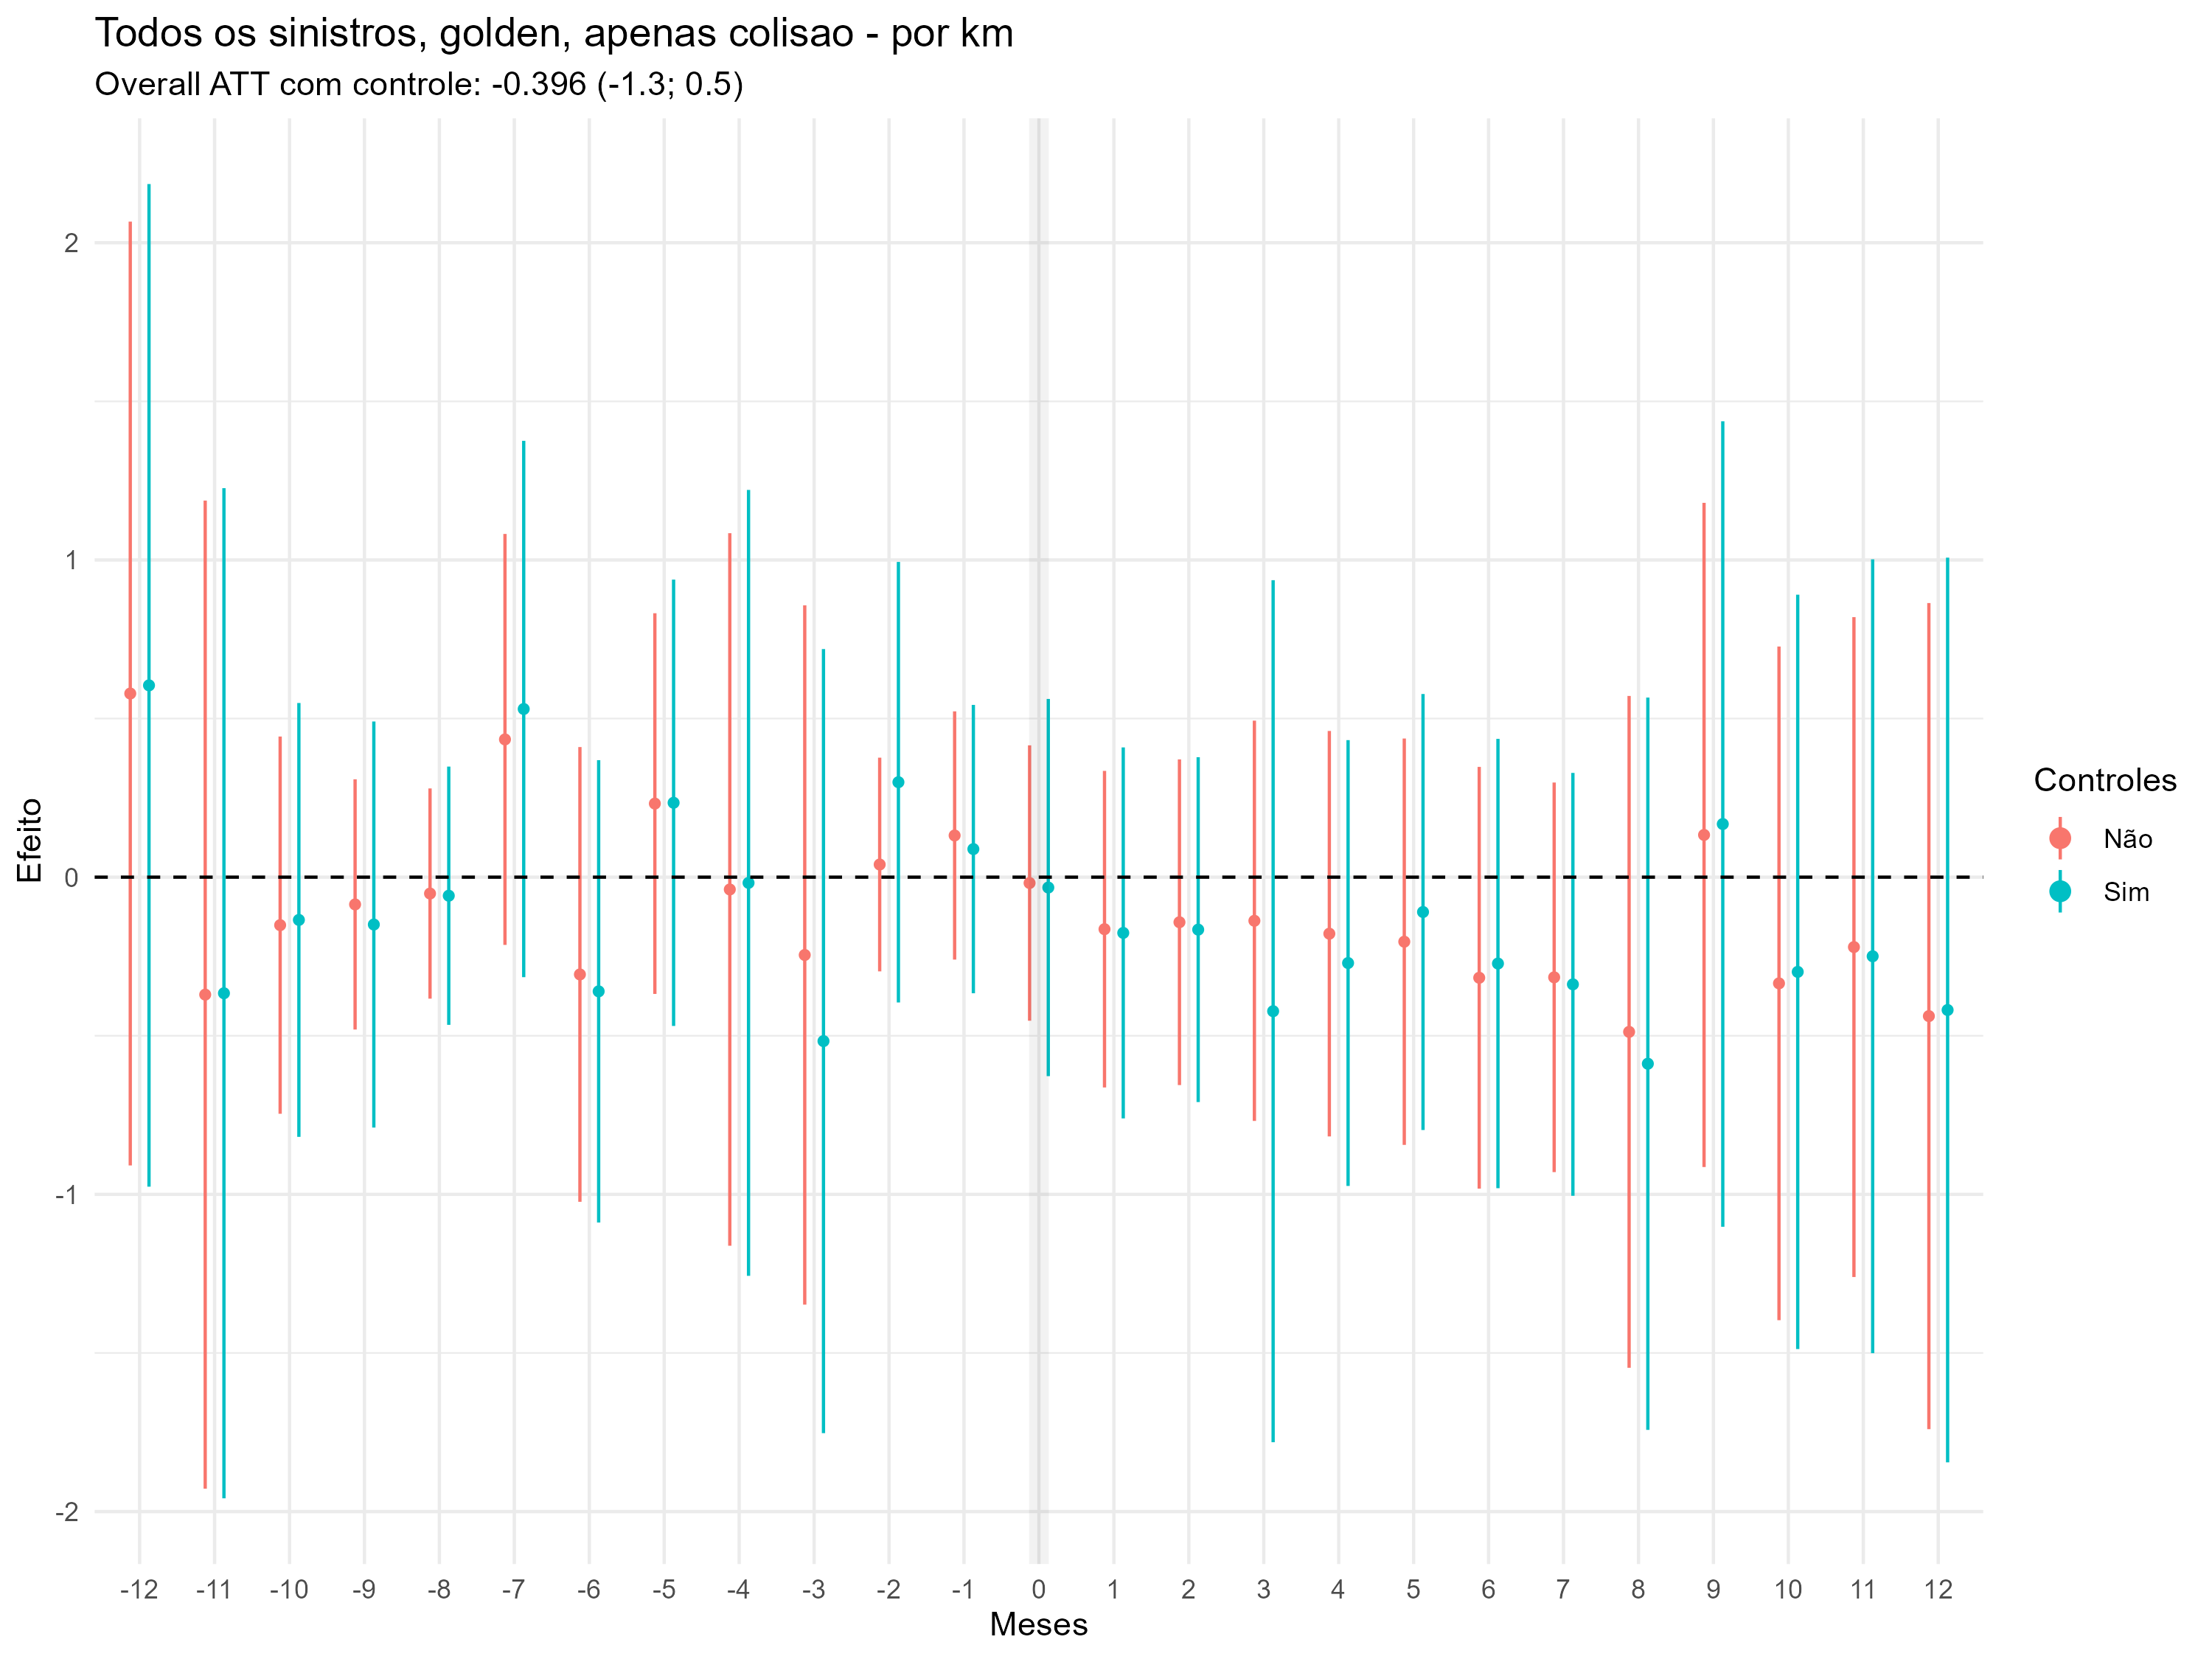 Todos os sinistros, golden, apenas colisao - por km
Overall ATT com controle: -0.396 (-1.3; 0.5)
Efeito
2
1
0
-1
-2
-12 -11 -10 -9 -8 -7 -6 -5 -4 -3 -2 -1 0 1 2 3 4 5 6 7 8 9 10 11 12
Meses
Controles
Não
Sim